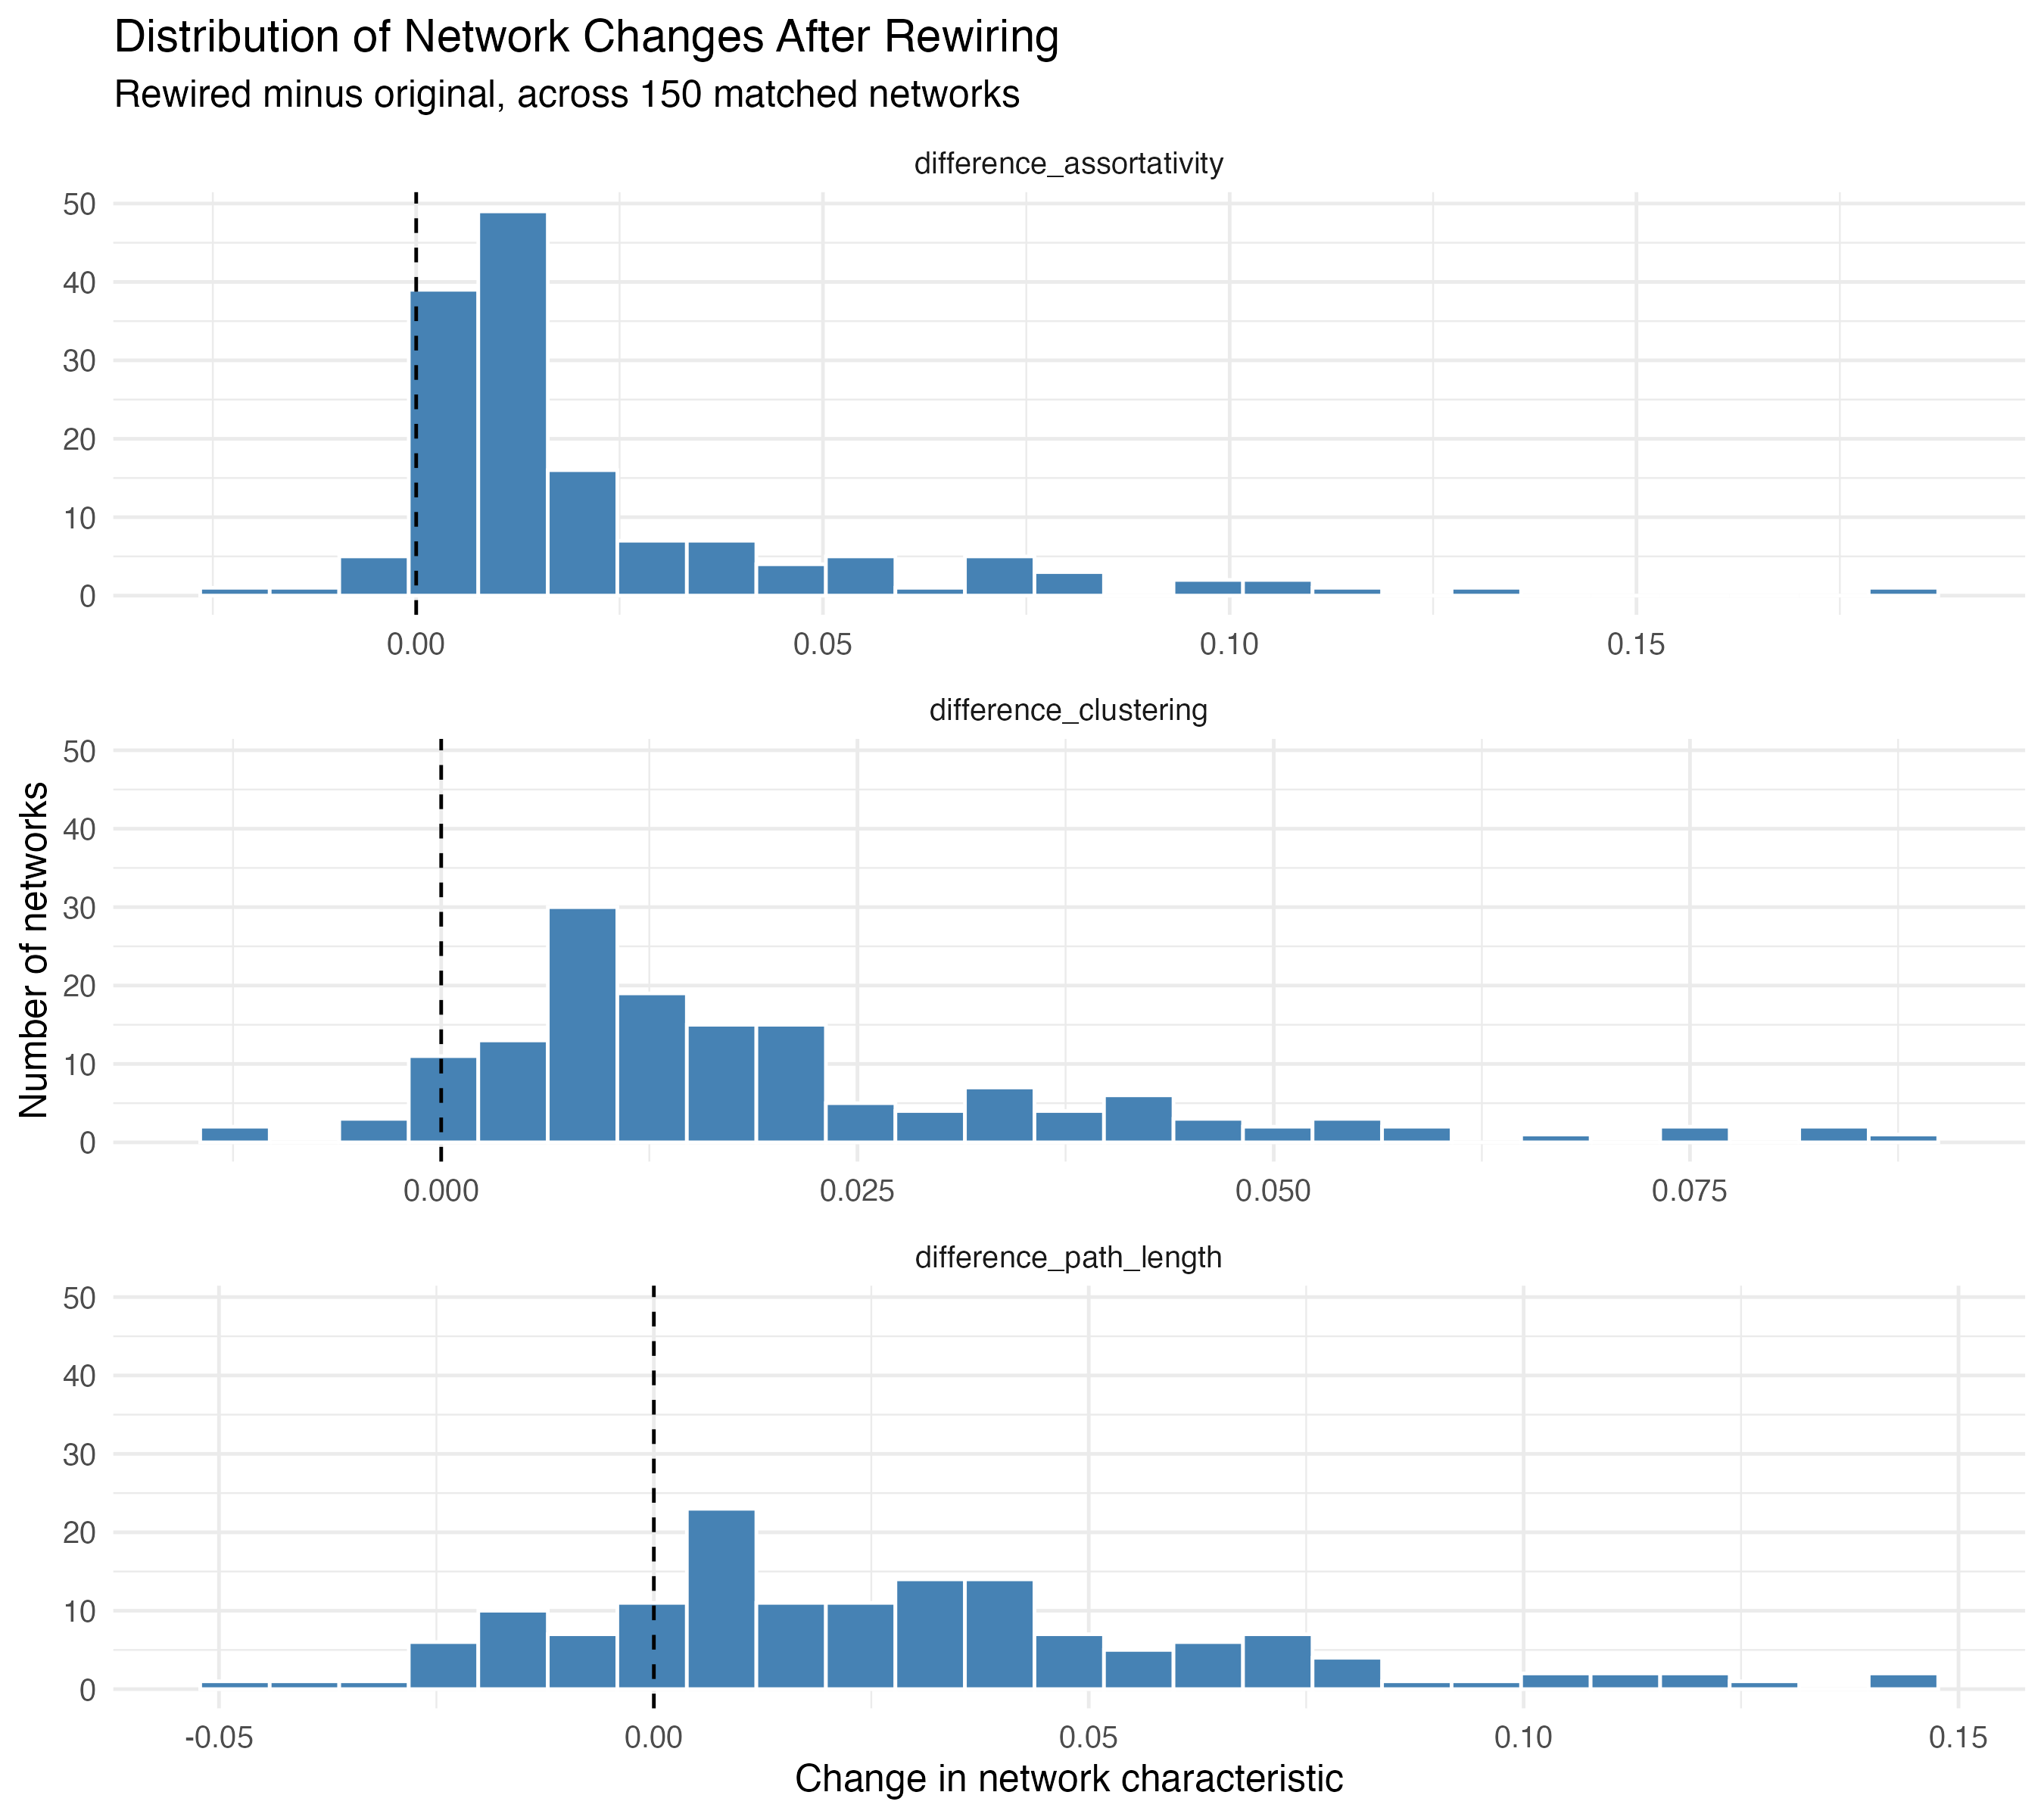 Distribution of Network Changes After Rewiring
Rewired minus original, across 150 matched networks
difference_assortativity
50
40
30
20
10
0
0.00 0.05 0.10 0.15
difference_clustering
Number of networks
50
40
30
20
10
0
0.000 0.025 0.050 0.075
difference_path_length
50
40
30
20
10
0
-0.05 0.00 0.05 0.10 0.15
Change in network characteristic